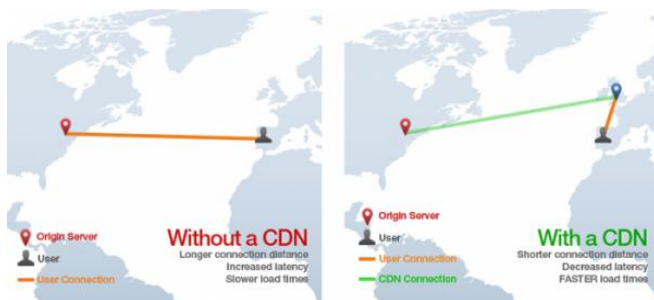 Without a CDN
Longer connection distance
Increased latency
Slower load times
Origin Server
User
User Connection
With a CDN
Shorter connection distance
Decreased latency
FASTER load times
Origin Server
User
User Connection
CDN Connection